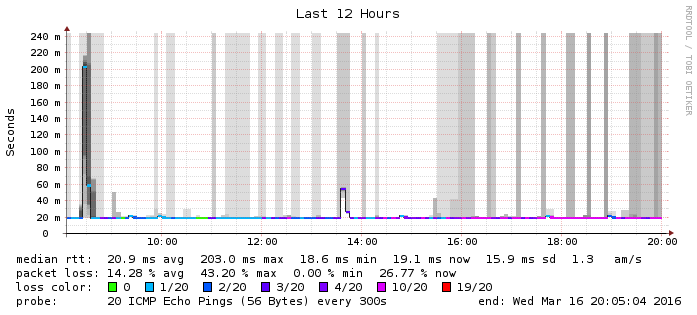 Last 12 Hours
RRDTOOL / TOBI OETIKER
Seconds
240 m
220 m
200 m
180 m
160 m
140 m
120 m
100 m
80 m
60 m
40 m
20 m
0
10:00 12:00 14:00 16:00 18:00 20:00
median rtt: 20.9 ms avg 203.0 ms max 18.6 ms min 19.1 ms now 15.9 ms sd 1.3 am/s
packet loss: 14.28 % avg 43.20 % max 0.00 % min 26.77 % now
loss color: 0 1/20 2/20 3/20 4/20 10/20 19/20
probe: 20 ICMP Echo Pings (56 Bytes) every 300s end: Wed Mar 16 20:05:04 2016